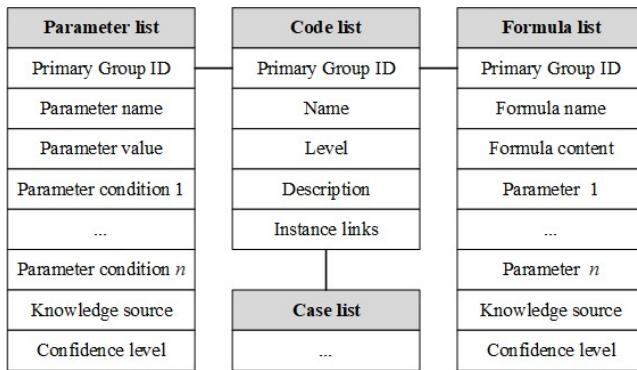 Parameter list
Primary Group ID
Parameter name
Parameter value
Parameter condition 1
...
Parameter condition n
Knowledge source
Confidence level
Code list
Primary Group ID
Name
Level
Description
Instance links
Case list
...
Formula list
Primary Group ID
Formula name
Formula content
Parameter 1
...
Parameter n
Knowledge source
Confidence level